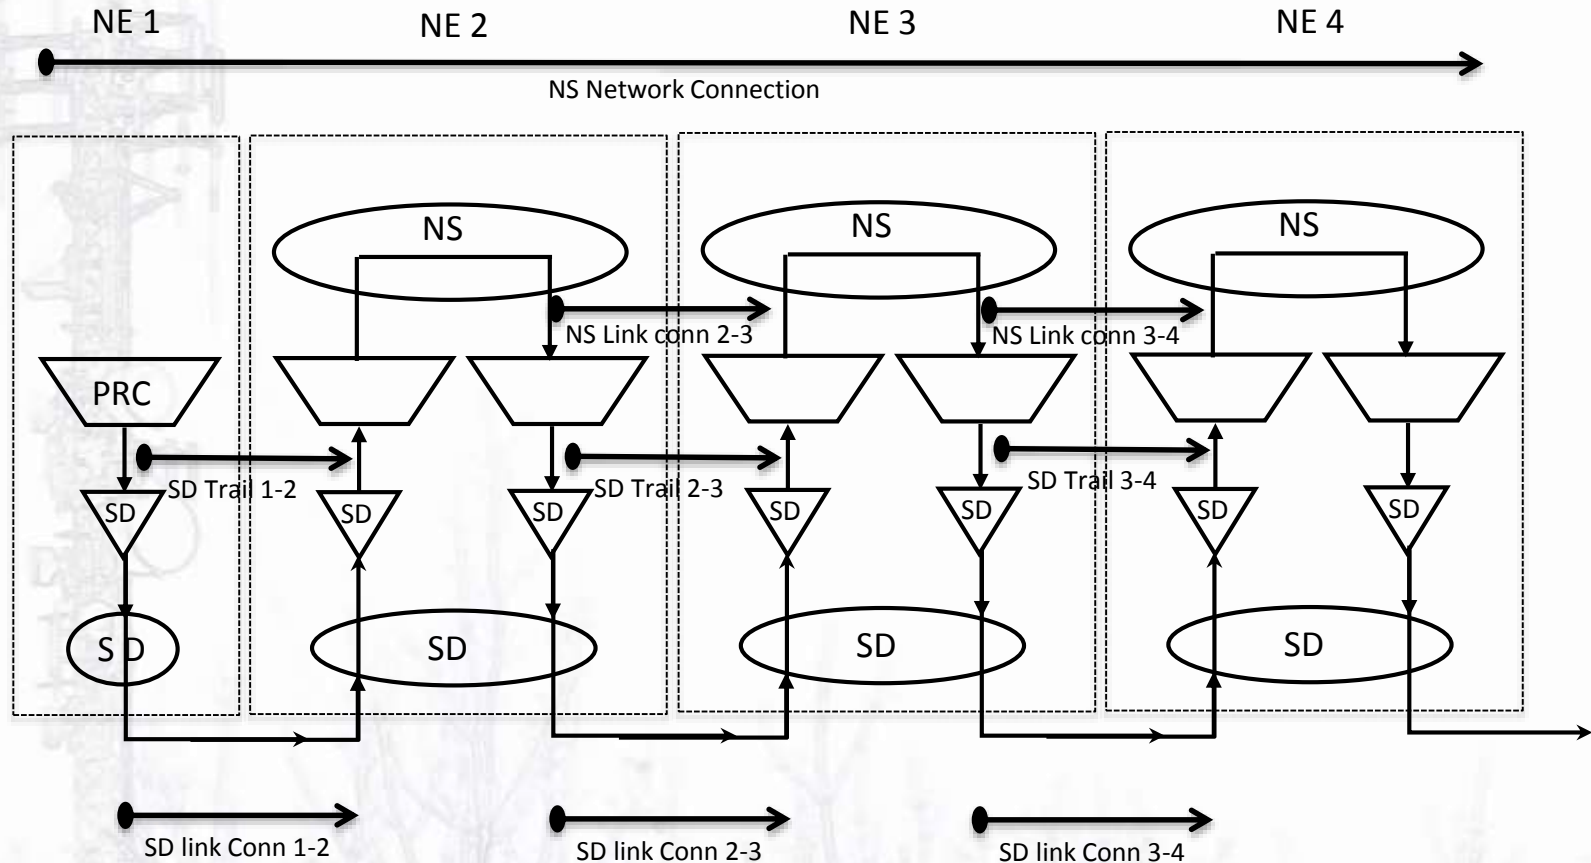 NE 1
NE 2
NE 3
NE 4
NS Network Connection
NS
NS
NS
NS Link conn 2-3
NS Link conn 3-4
PRC
SD Trail 1-2
SD Trail 2-3
SD Trail 3-4
SD
SD
SD
SD
SD
SD
SD
S D
SD
SD
SD
SD link Conn 1-2
SD link Conn 2-3
SD link Conn 3-4